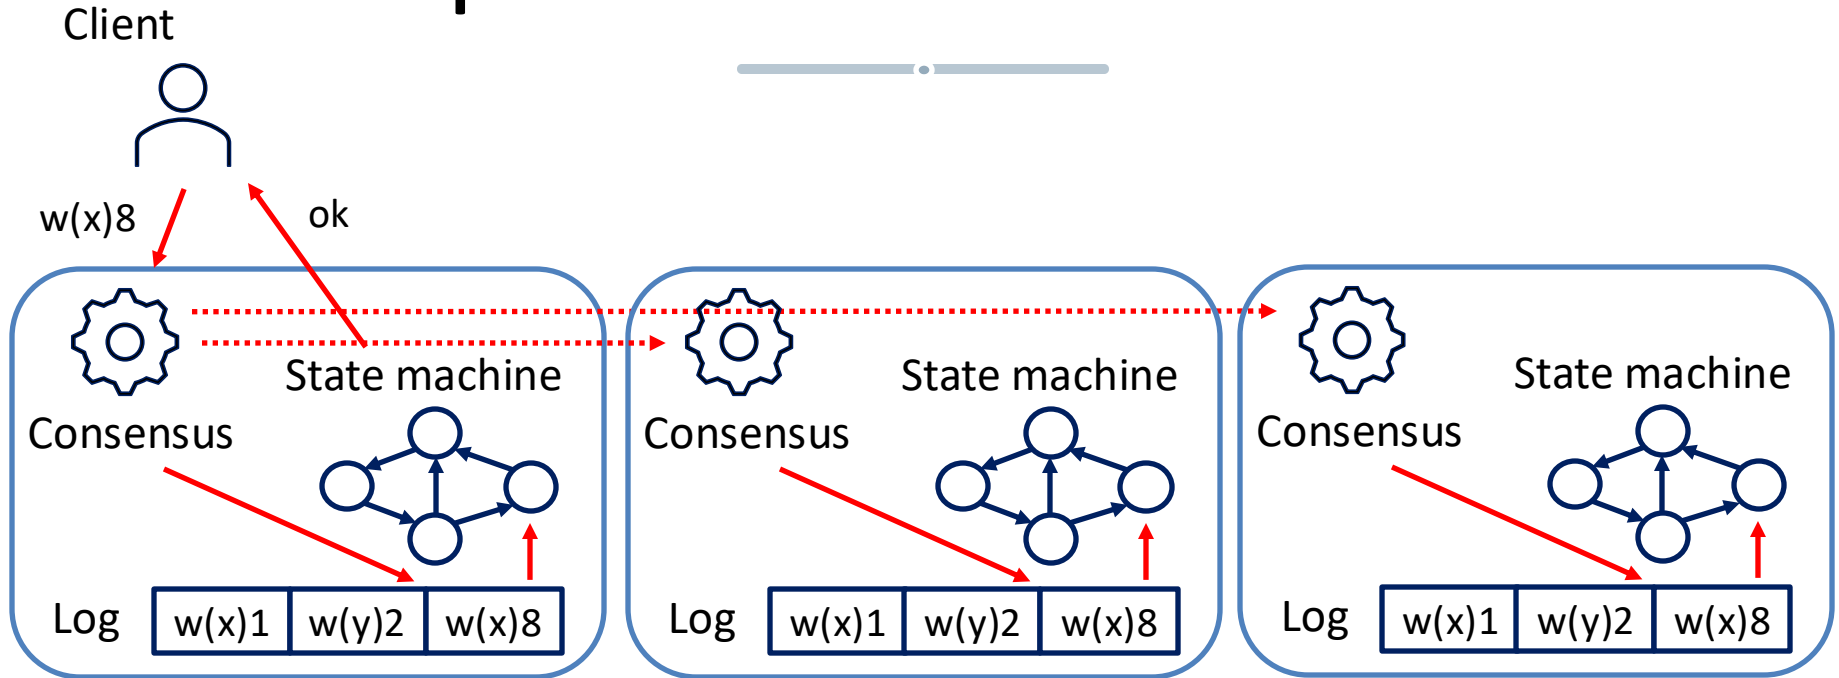 Client
w(x)8
ok
State machine
Consensus
Log w(x)1 w(y)2 w(x)8
State machine
Consensus
Log w(x)1 w(y)2 w(x)8
State machine
Consensus
Log w(x)1 w(y)2 w(x)8